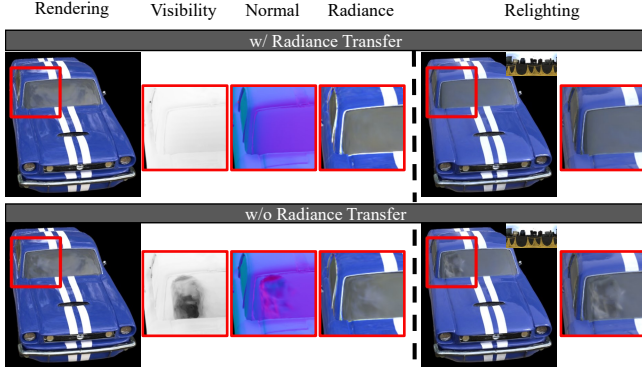 Rendering Visibility Normal Radiance Relighting
w/ Radiance Transfer
w/o Radiance Transfer